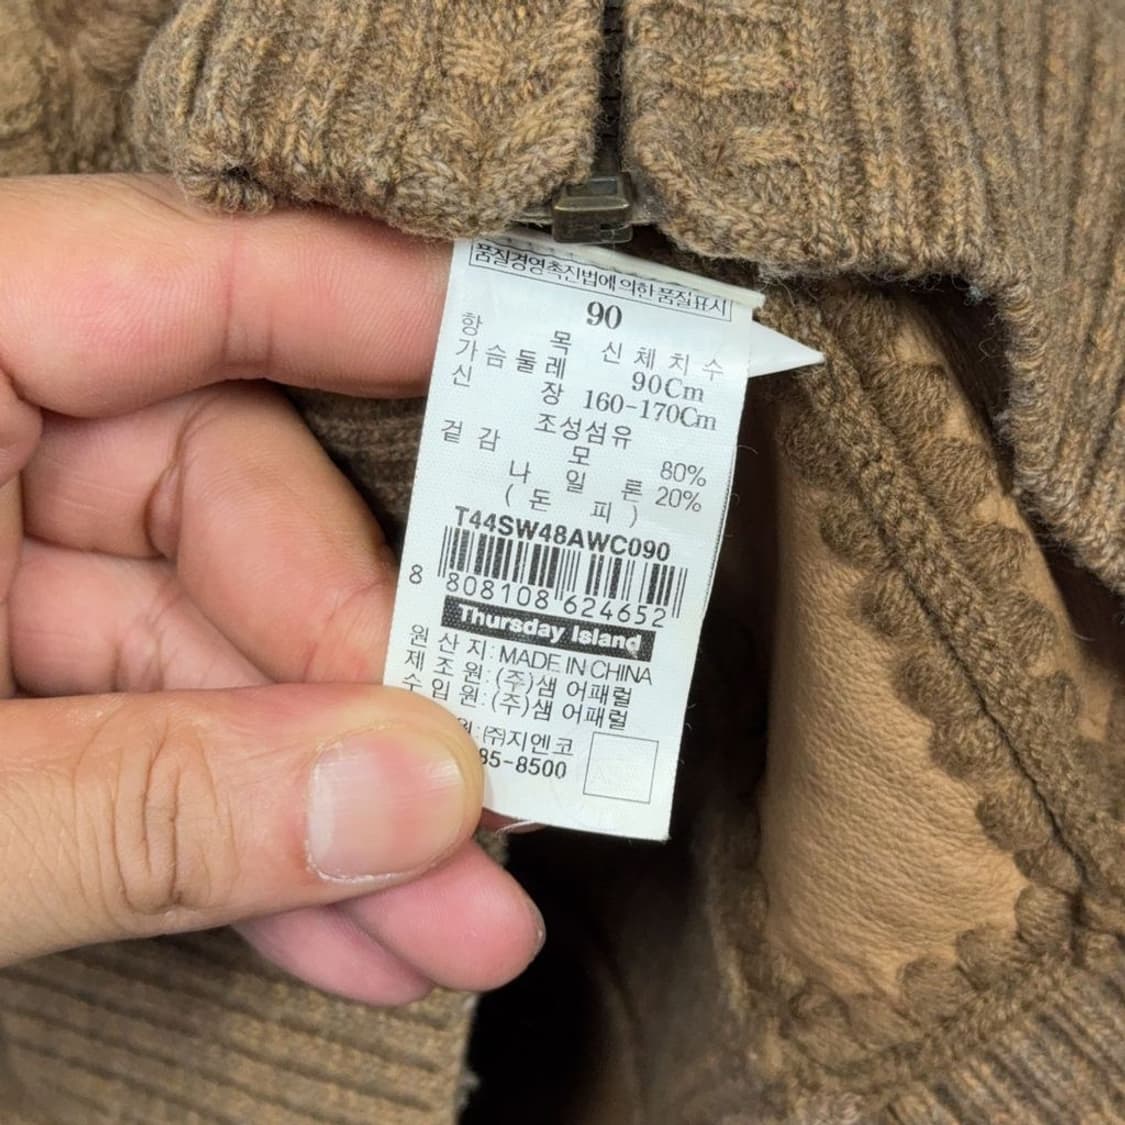 품질경영촉진법에 의한 품질표시
90
항 목 신체치수
가슴둘레 90Cm
신 장 160-170Cm
조성섬유
겉감
모 80%
나일론 20%
(돈 피)
T44SW48AWC090
8 808108 624652
Thursday Island
원산지: MADE IN CHINA
제조원: (주)샘 어패럴
수입원: (주)샘 어패럴
원: ㈜지엔코
85-8500